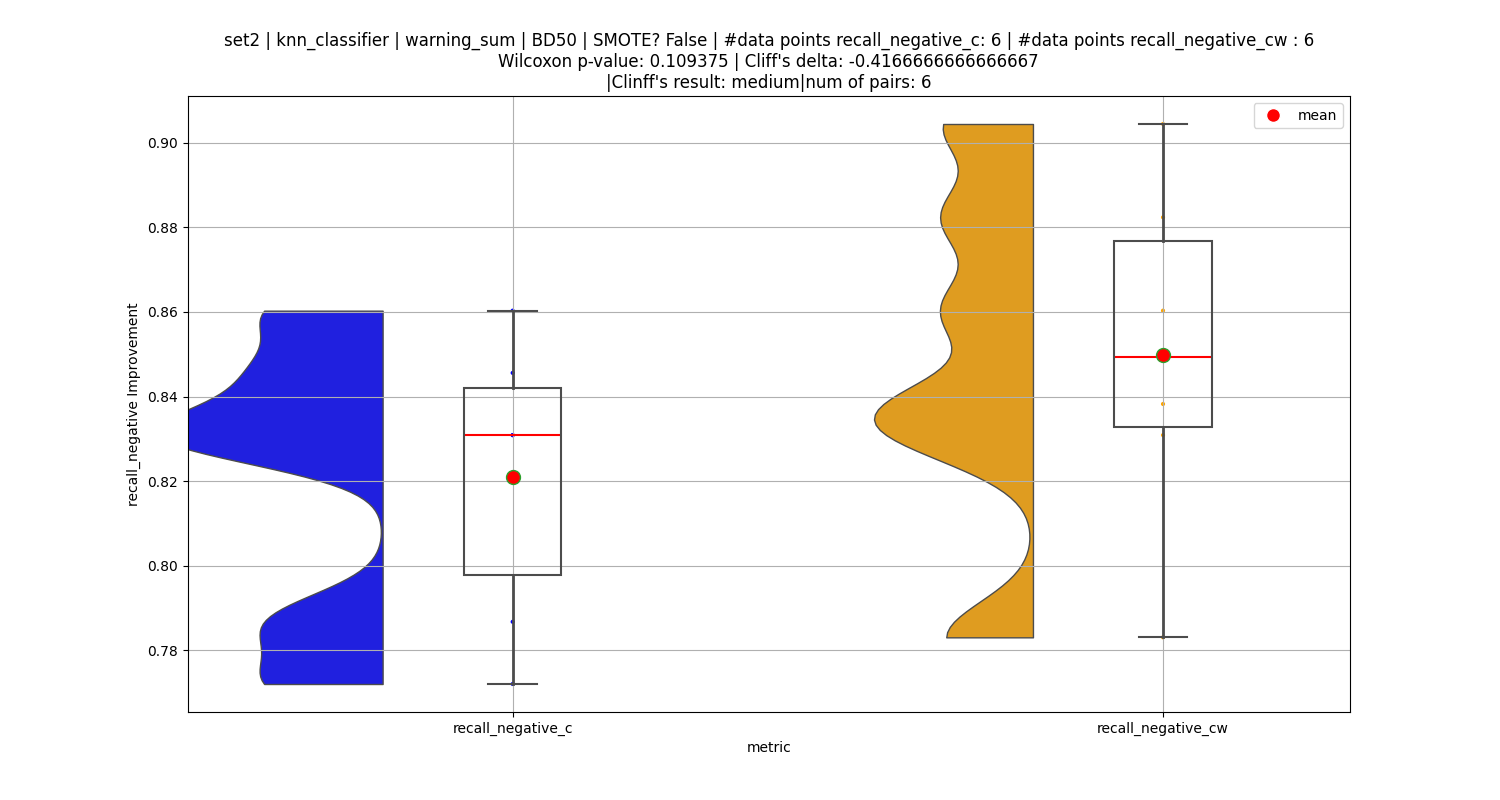 set2 | knn_classifier | warning_sum | BD50 | SMOTE? False | #data points recall_negative_c: 6 | #data points recall_negative_cw : 6
Wilcoxon p-value: 0.109375 | Cliff's delta: -0.4166666666666667
|Clinff's result: medium|num of pairs: 6
mean
0.90
0.88
0.86
0.84
0.82
0.80
0.78
recall_negative Improvement
recall_negative_c
recall_negative_cw
metric